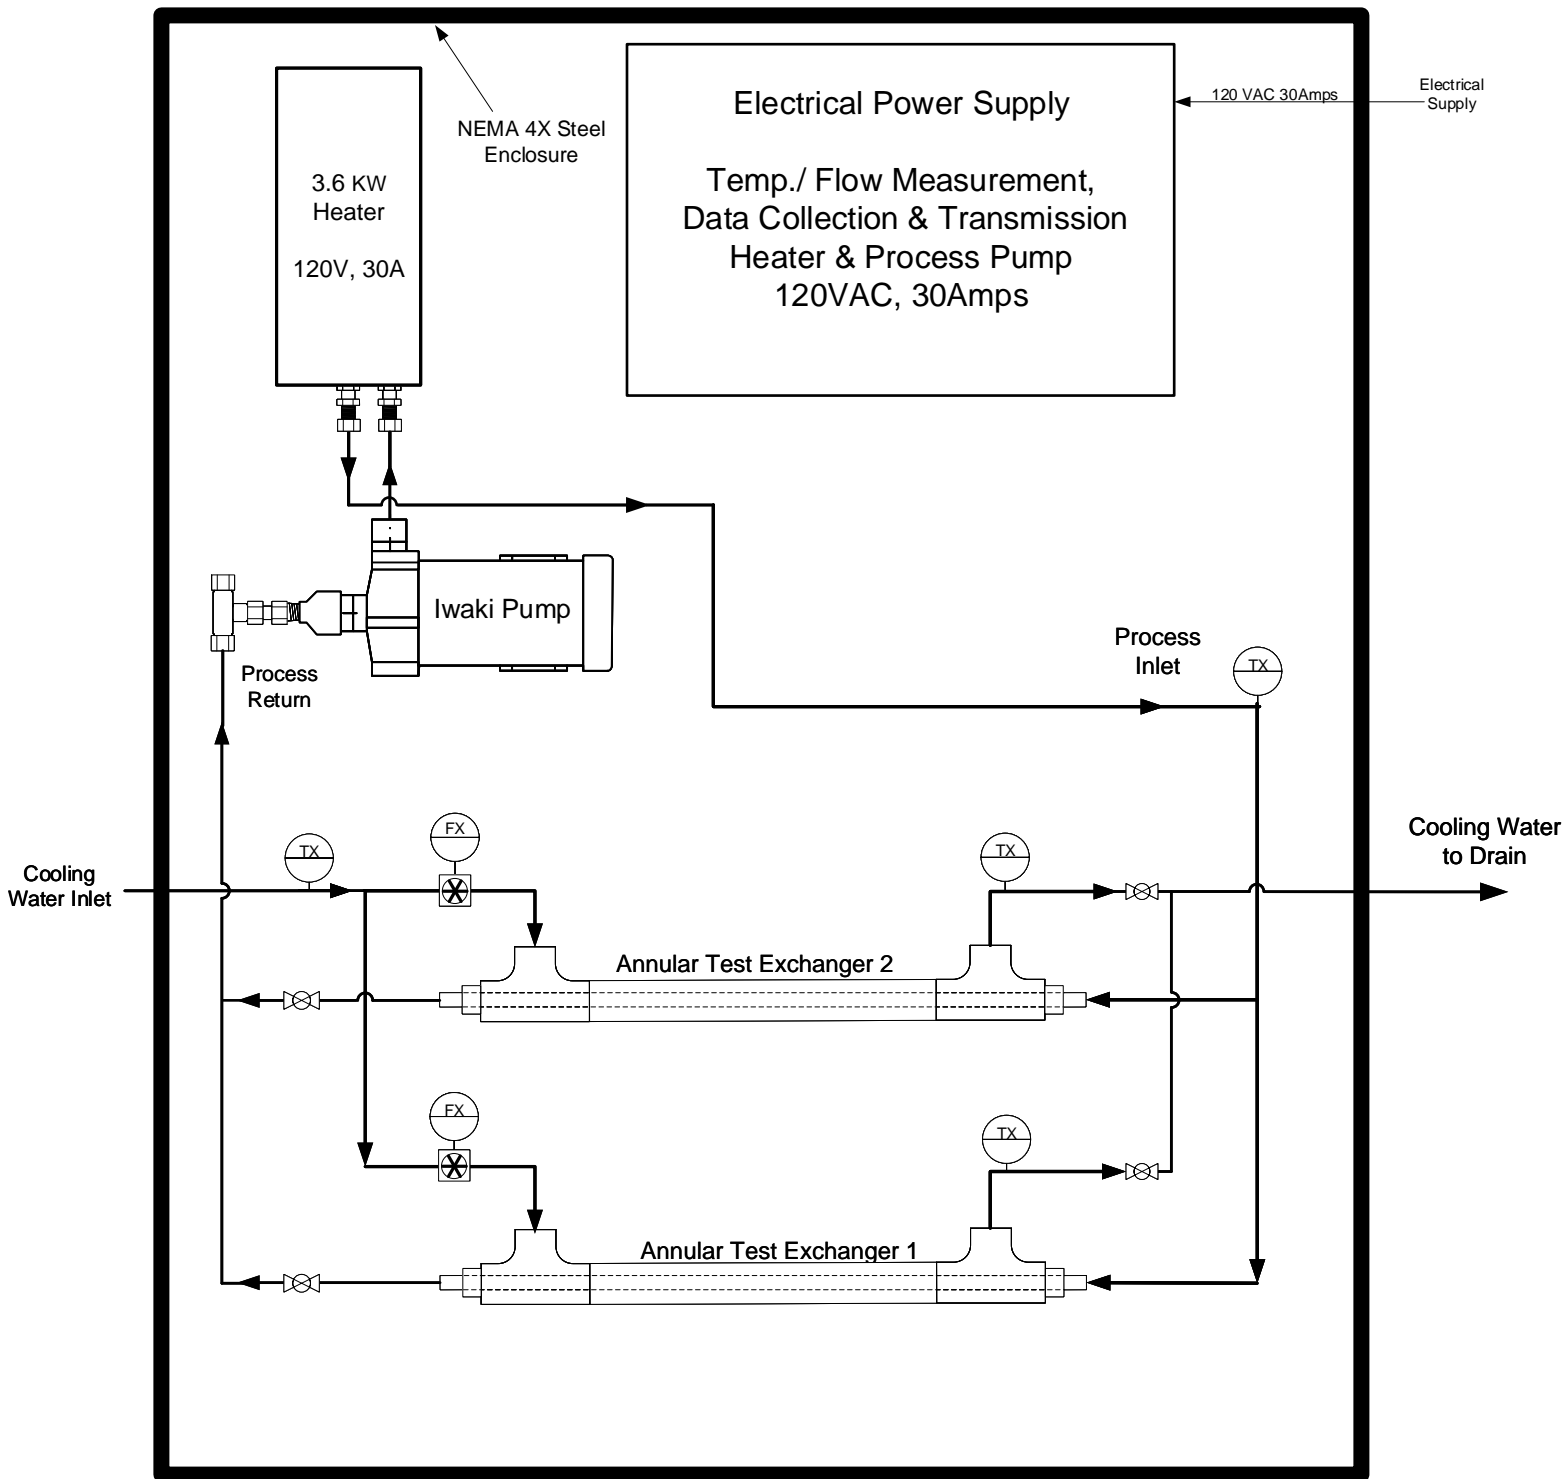 Electrical Power Supply
Temp./ Flow Measurement,
Data Collection & Transmission
Heater & Process Pump
120VAC, 30Amps
120 VAC 30Amps
Electrical
Supply
NEMA 4X Steel
Enclosure
3.6 KW
Heater
120V, 30A
Iwaki Pump
Process
Return
Process
Inlet
TX
Cooling
Water Inlet
TX
FX
TX
Cooling Water
to Drain
Annular Test Exchanger 2
FX
TX
Annular Test Exchanger 1